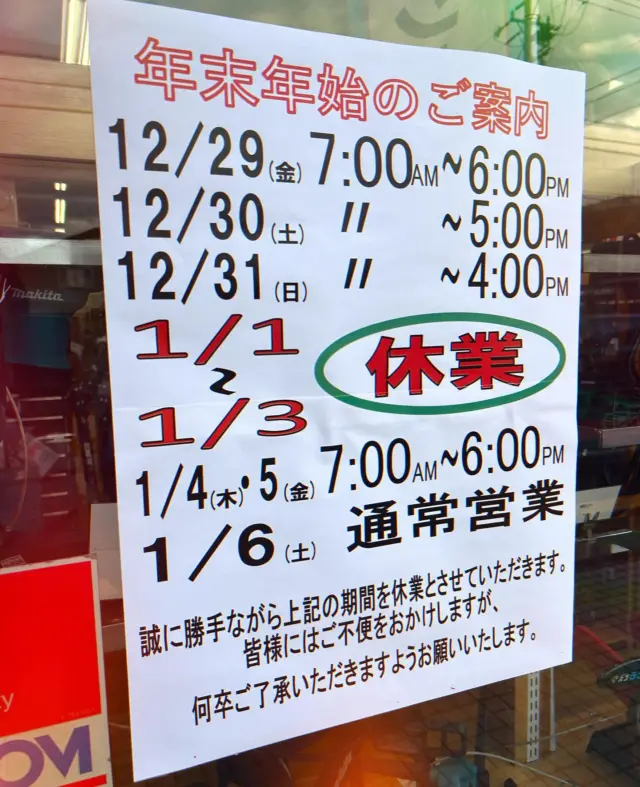 年末年始のご案内
12/29(金) 7:00AM~6:00PM
12/30(土) 〃 ~5:00PM
12/31(日) 〃 ~4:00PM
1/1
~
1/3
休業
1/4(木)・5(金) 7:00AM~6:00PM
1/6(土) 通常営業
誠に勝手ながら上記の期間を休業とさせていただきます。
皆様にはご不便をおかけしますが、
何卒ご了承いただきますようお願いいたします。
makita